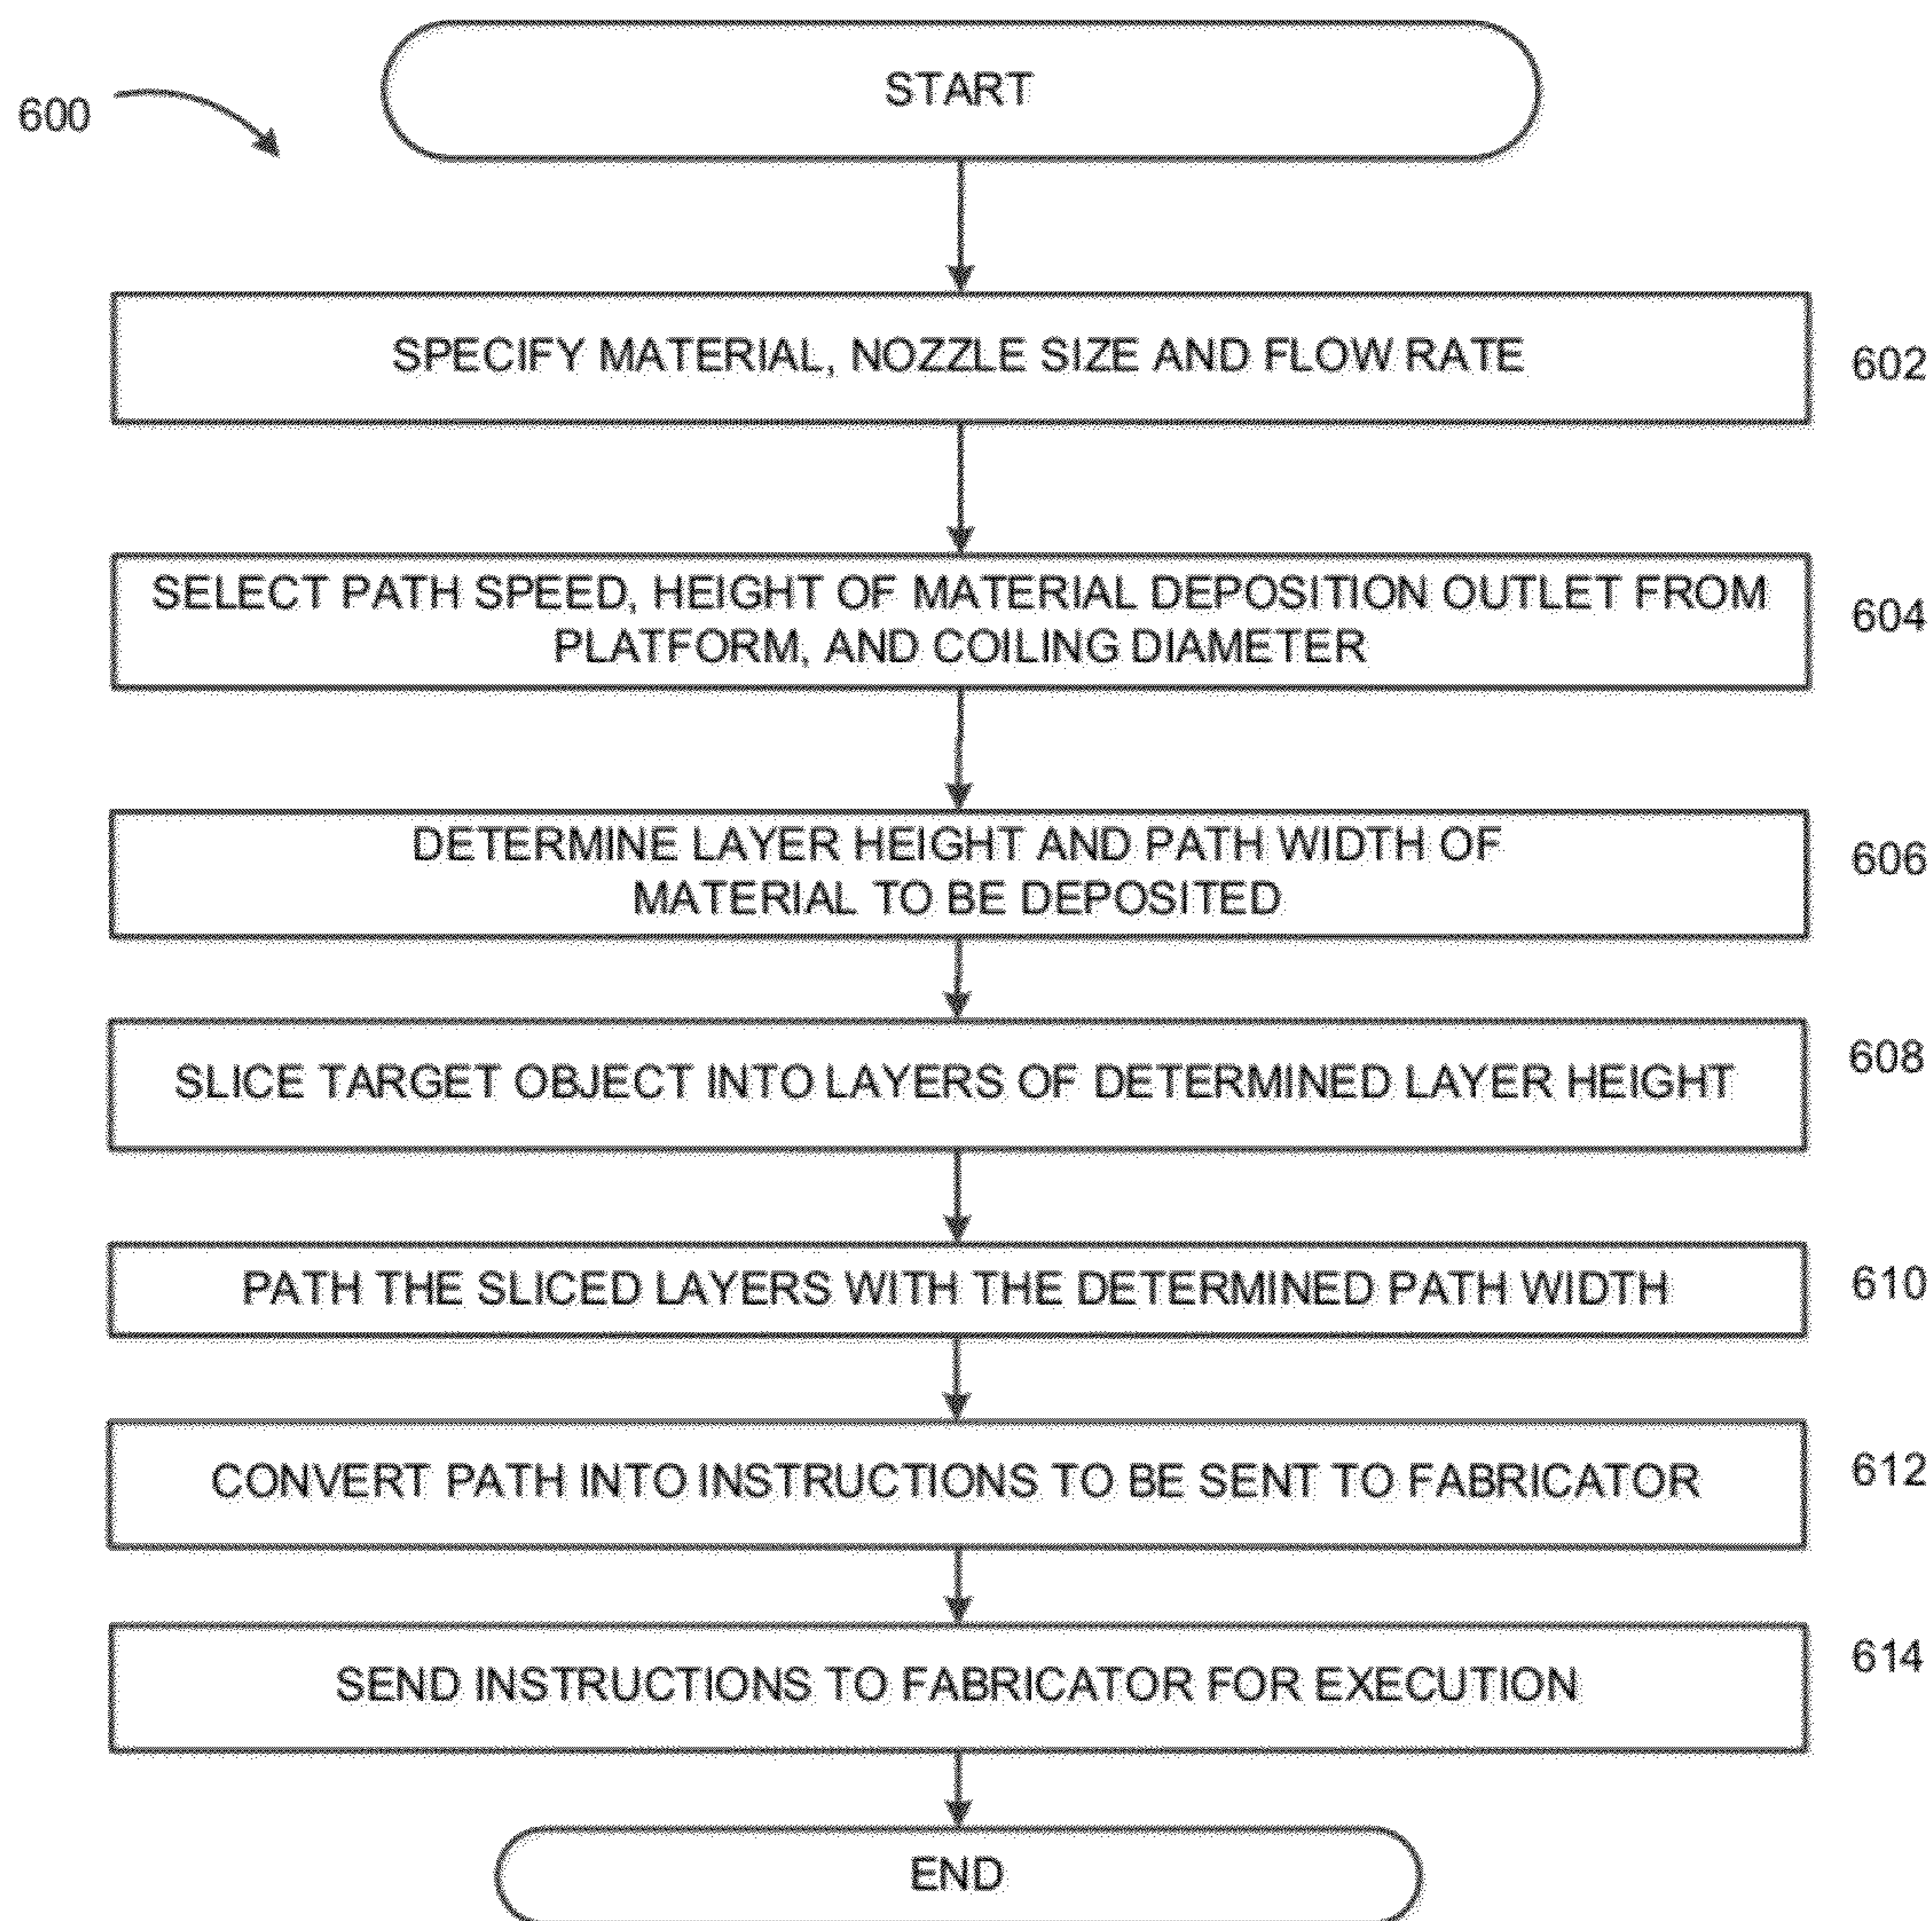 START
600
SPECIFY MATERIAL, NOZZLE SIZE AND FLOW RATE
602
SELECT PATH SPEED, HEIGHT OF MATERIAL DEPOSITION OUTLET FROM
PLATFORM, AND COILING DIAMETER
604
DETERMINE LAYER HEIGHT AND PATH WIDTH OF
MATERIAL TO BE DEPOSITED
606
SLICE TARGET OBJECT INTO LAYERS OF DETERMINED LAYER HEIGHT
608
PATH THE SLICED LAYERS WITH THE DETERMINED PATH WIDTH
610
CONVERT PATH INTO INSTRUCTIONS TO BE SENT TO FABRICATOR
612
SEND INSTRUCTIONS TO FABRICATOR FOR EXECUTION
614
END